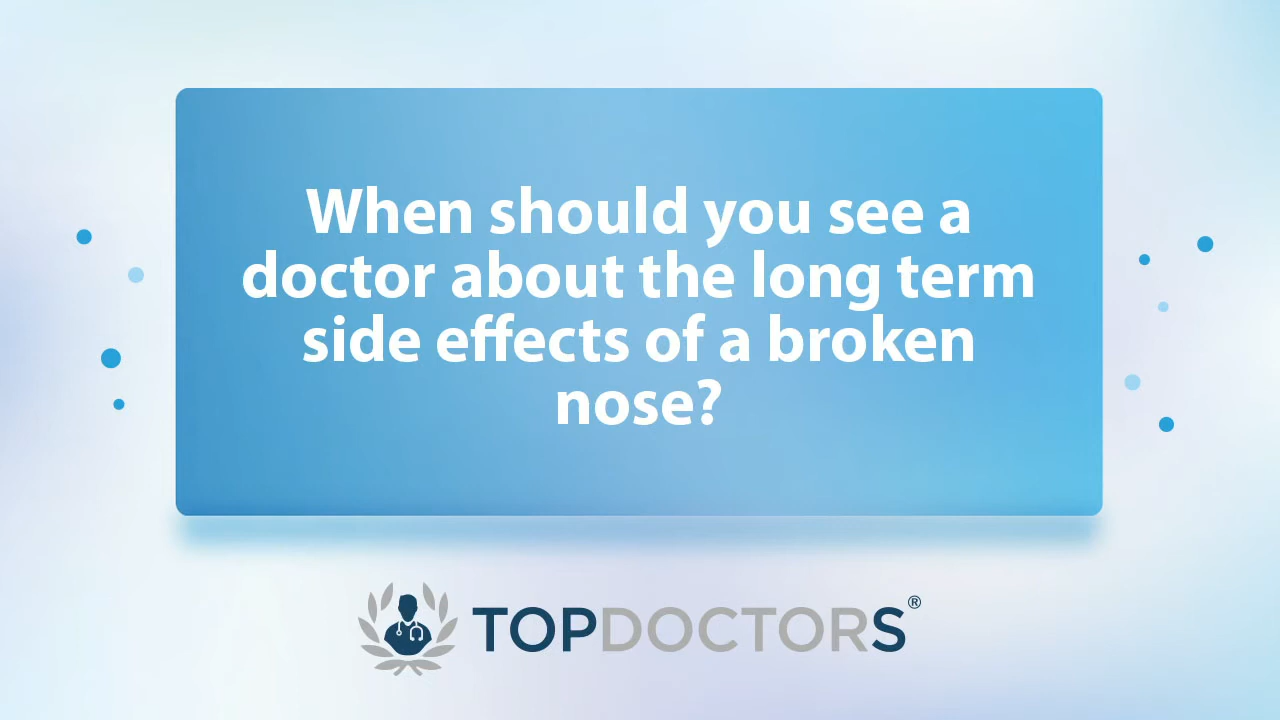 When should you see a
doctor about the long term
side effects of a broken
nose?
TOPDOCTORS®